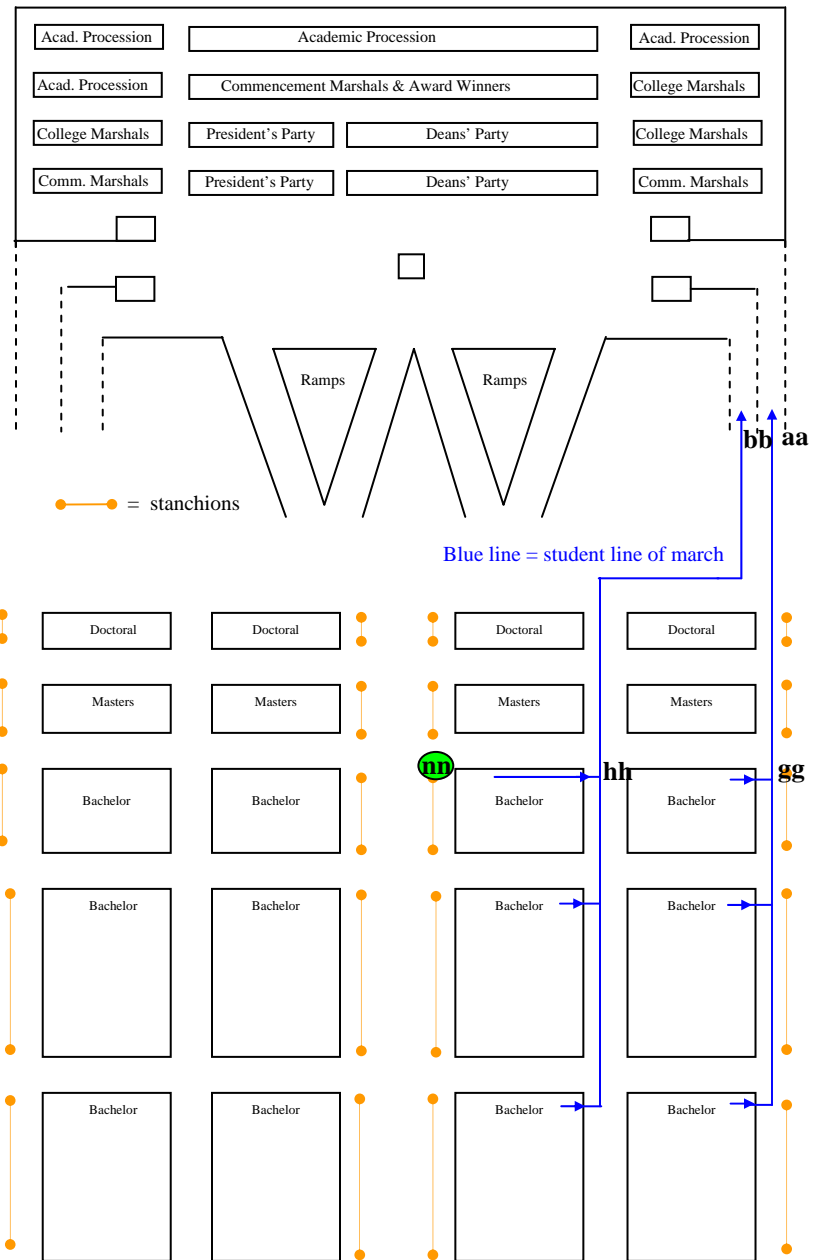 Acad. Procession Academic Procession Acad. Procession
Acad. Procession Commencement Marshals & Award Winners College Marshals
College Marshals President's Party Deans' Party College Marshals
Comm. Marshals President's Party Deans' Party Comm. Marshals
Ramps Ramps
bb aa
= stanchions
Blue line = student line of march
Doctoral Doctoral Doctoral Doctoral
Masters Masters Masters Masters
nn hh gg
Bachelor Bachelor Bachelor Bachelor
Bachelor Bachelor Bachelor Bachelor
Bachelor Bachelor Bachelor Bachelor